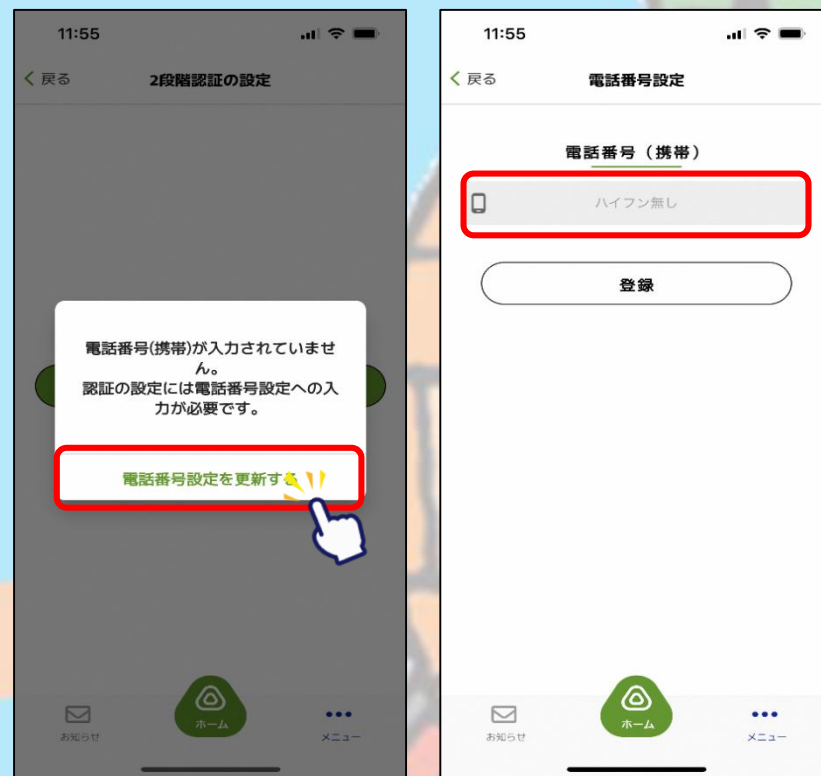 11:55
戻る
2段階認証の設定
電話番号(携帯)が入力されていませ
ん。
認証の設定には電話番号設定への入
力が必要です。
電話番号設定を更新する
お知らせ
ホーム
メニュー
11:55
戻る
電話番号設定
電話番号（携帯）
ハイフン無し
登録
お知らせ
ホーム
メニュー